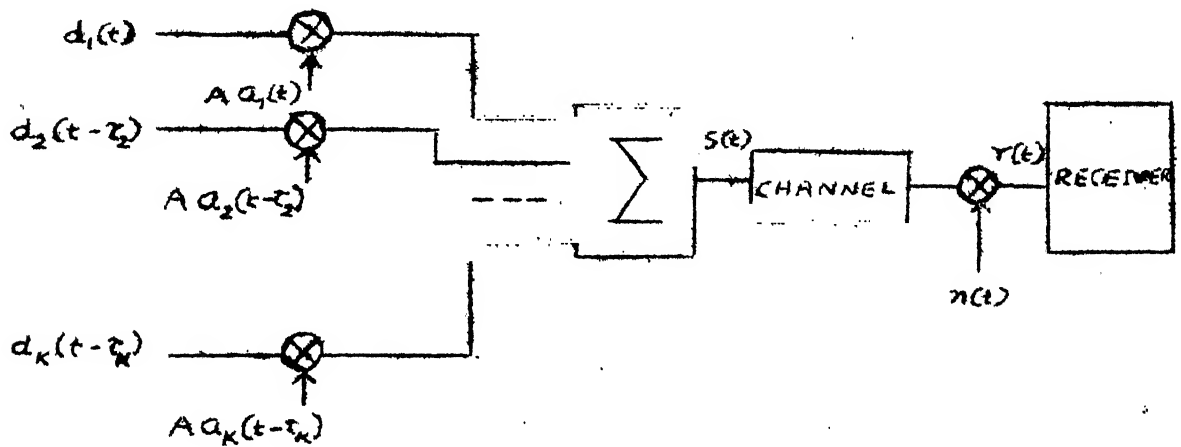 d₁(t)
A a₁(t)
d₂(t-τ₂)
A a₂(t-τ₂)
Σ
S(t)
CHANNEL
r(t)
RECEIVER
n(t)
d_K(t-τ_K)
A a_K(t-τ_K)